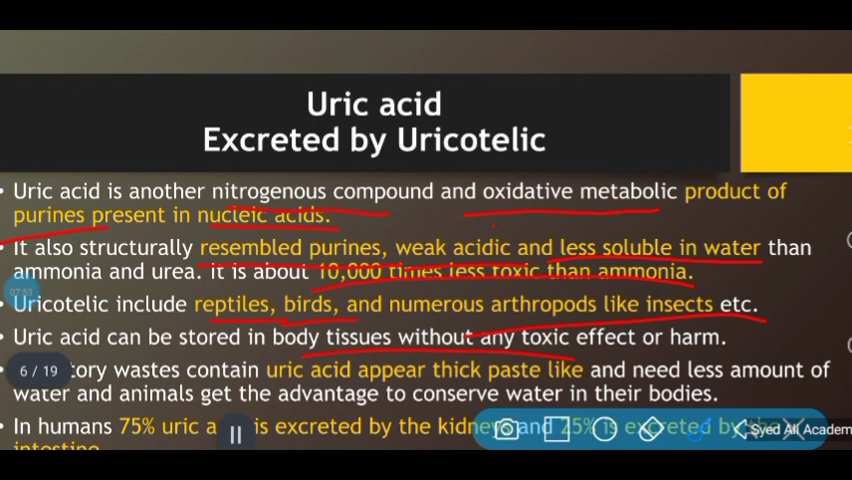 Uric acid
Excreted by Uricotelic
• Uric acid is another nitrogenous compound and oxidative metabolic product of
purines present in nucleic acids.
• It also structurally resembled purines, weak acidic and less soluble in water than
ammonia and urea. it is about 10,000 times less toxic than ammonia.
07:53
• Uricotelic include reptiles, birds, and numerous arthropods like insects etc.
• Uric acid can be stored in body tissues without any toxic effect or harm.
6 / 19
tory wastes contain uric acid appear thick paste like and need less amount of
water and animals get the advantage to conserve water in their bodies.
• In humans 75% uric a is excreted by the kidneys and 25% is excreted by the
intestine.
Syed Ali Academ